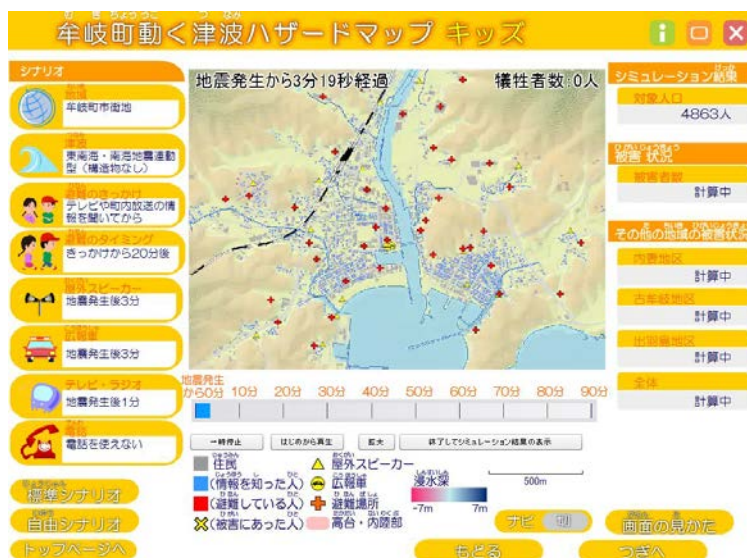 牟岐町動く津波ハザードマップ キッズ
シナリオ
地域
牟岐町市街地
津波
東南海・南海地震連動
型（構造物なし）
避難のきっかけ
テレビや町内放送の情
報を聞いてから
避難のタイミング
きっかけから20分後
屋外スピーカー
地震発生後3分
広報車
地震発生後3分
テレビ・ラジオ
地震発生後1分
電話
電話を使えない
標準シナリオ
自由シナリオ
トップページへ
地震発生から3分19秒経過
犠牲者数:0人
地震発生
から0分 10分 20分 30分 40分 50分 60分 70分 80分 90分
一時停止 はじめから再生 拡大 終了してシミュレーション結果の表示
住民
(情報を知った人)
(避難している人)
(被害にあった人)
屋外スピーカー
広報車
避難場所
高台・内陸部
浸水深
-7m 7m
500m
ナビ 切
画面の見かた
もどる
つぎへ
シミュレーション結果
対象人口
4863人
被害 状況
被害者数
計算中
その他の地域の被害状況
内妻地区
計算中
古牟岐地区
計算中
出羽島地区
計算中
全体
計算中